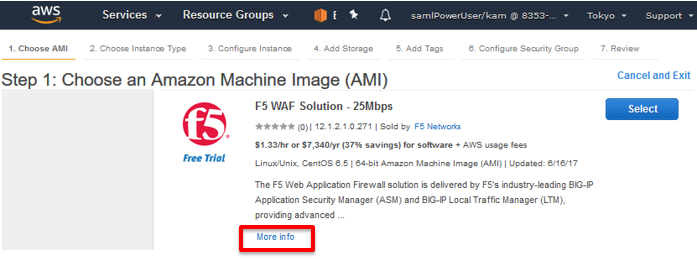 aws Services Resource Groups E samlPowerUser/kam @ 8353-... Tokyo Support
1. Choose AMI 2. Choose Instance Type 3. Configure Instance 4. Add Storage 5. Add Tags 6. Configure Security Group 7. Review
Step 1: Choose an Amazon Machine Image (AMI) Cancel and Exit
F5 WAF Solution - 25Mbps
Select
f5
Free Trial
(0) | 12.1.2.1.0.271 | Sold by F5 Networks
$1.33/hr or $7,340/yr (37% savings) for software + AWS usage fees
Linux/Unix, CentOS 6.5 | 64-bit Amazon Machine Image (AMI) | Updated: 6/16/17
The F5 Web Application Firewall solution is delivered by F5's industry-leading BIG-IP
Application Security Manager (ASM) and BIG-IP Local Traffic Manager (LTM),
providing advanced ...
More info